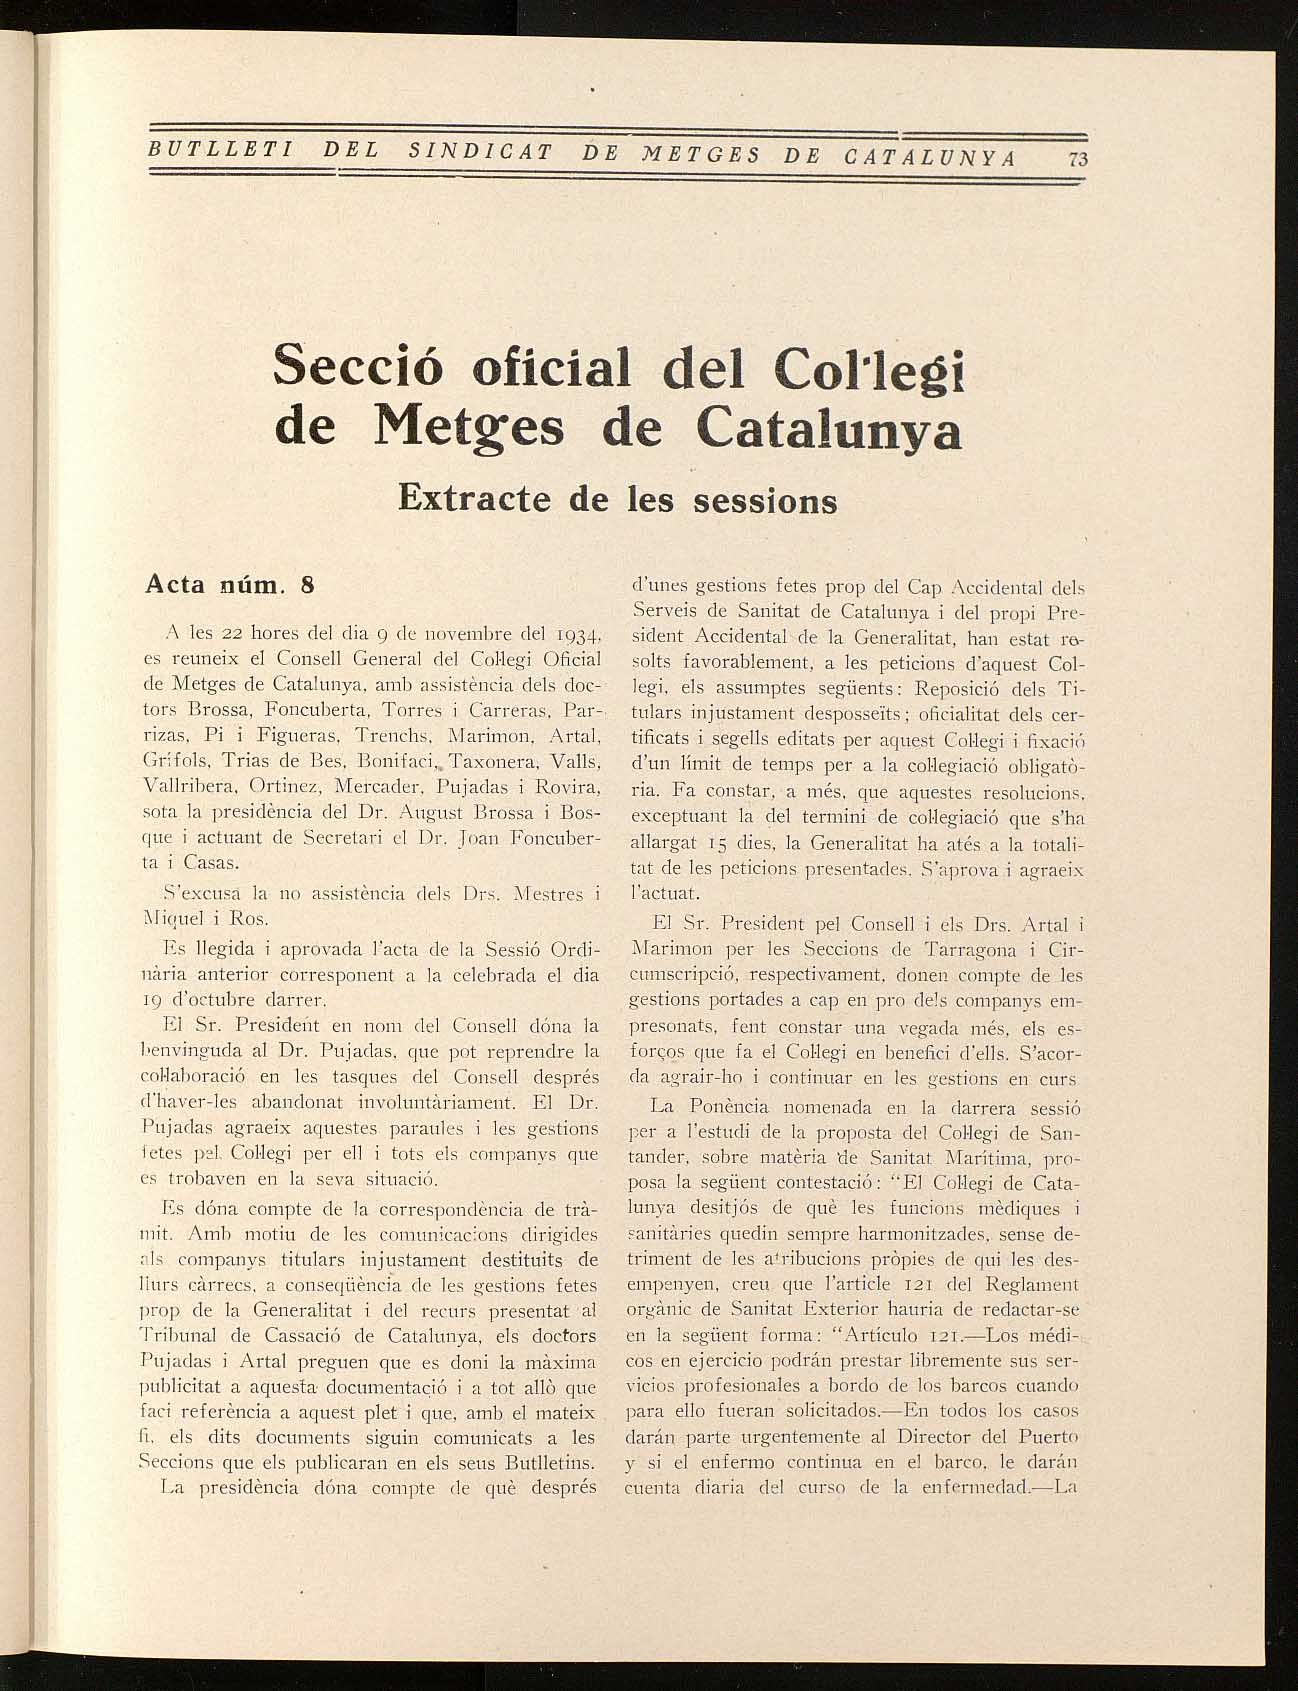 BUTLLETI DEL SINDICAT DE METGES DE CATALUNYA 73
Secció oficial del Col·legi
de Metges de Catalunya
Extracte de les sessions
Acta núm. 8
A les 22 hores del dia 9 de novembre del 1934,
es reuneix el Consell General del Col·legi Oficial
de Metges de Catalunya, amb assistència dels doc-
tors Brossa, Foncuberta, Torres i Carreras, Par-
rizas, Pi i Figueras, Trenchs, Marimon, Artal,
Grífols, Trias de Bes, Bonifaci, Taxonera, Valls,
Vallribera, Ortinez, Mercader, Pujadas i Rovira,
sota la presidència del Dr. August Brossa i Bos-
que i actuant de Secretari el Dr. Joan Foncuber-
ta i Casas.
S'excusa la no assistència dels Drs. Mestres i
Miquel i Ros.
Es llegida i aprovada l'acta de la Sessió Ordi-
nària anterior corresponent a la celebrada el dia
19 d'octubre darrer.
El Sr. President en nom del Consell dóna la
benvinguda al Dr. Pujadas, que pot reprendre la
col·laboració en les tasques del Consell després
d'haver-les abandonat involuntàriament. El Dr.
Pujadas agraeix aquestes paraules i les gestions
fetes pel Col·legi per ell i tots els companys que
es trobaven en la seva situació.
Es dóna compte de la correspondència de trà-
mit. Amb motiu de les comunicacions dirigides
als companys titulars injustament destituits de
llurs càrrecs, a conseqüència de les gestions fetes
prop de la Generalitat i del recurs presentat al
Tribunal de Cassació de Catalunya, els doctors
Pujadas i Artal preguen que es doni la màxima
publicitat a aquesta documentació i a tot allò que
faci referència a aquest plet i que, amb el mateix
fi, els dits documents siguin comunicats a les
Seccions que els publicaran en els seus Butlletins.
La presidència dóna compte de què després
d'unes gestions fetes prop del Cap Accidental dels
Serveis de Sanitat de Catalunya i del propi Pre-
sident Accidental de la Generalitat, han estat re-
solts favorablement, a les peticions d'aquest Col-
legi, els assumptes següents: Reposició dels Ti-
tulars injustament desposseïts; oficialitat dels cer-
tificats i segells editats per aquest Col·legi i fixació
d'un límit de temps per a la col·legiació obligatò-
ria. Fa constar, a més, que aquestes resolucions,
exceptuant la del termini de col·legiació que s'ha
allargat 15 dies, la Generalitat ha atés a la totali-
tat de les peticions presentades. S'aprova i agraeix
l'actuat.
El Sr. President pel Consell i els Drs. Artal i
Marimon per les Seccions de Tarragona i Cir-
cumscripció, respectivament, donen compte de les
gestions portades a cap en pro dels companys em-
presonats, fent constar una vegada més, els es-
forços que fa el Col·legi en benefici d'ells. S'acor-
da agrair-ho i continuar en les gestions en curs
La Ponència nomenada en la darrera sessió
per a l'estudi de la proposta del Col·legi de San-
tander, sobre matèria de Sanitat Marítima, pro-
posa la següent contestació: "El Col·legi de Cata-
lunya desitjós de què les funcions mèdiques i
sanitàries quedin sempre harmonitzades, sense de-
triment de les atribucions pròpies de qui les des-
empenyen, creu que l'article 121 del Reglament
orgànic de Sanitat Exterior hauria de redactar-se
en la següent forma: "Artículo 121.—Los médi-
cos en ejercicio podrán prestar libremente sus ser-
vicios profesionales a bordo de los barcos cuando
para ello fueran solicitados.—En todos los casos
darán parte urgentemente al Director del Puerto
y si el enfermo continua en el barco, le darán
cuenta diaria del curso de la enfermedad.—La